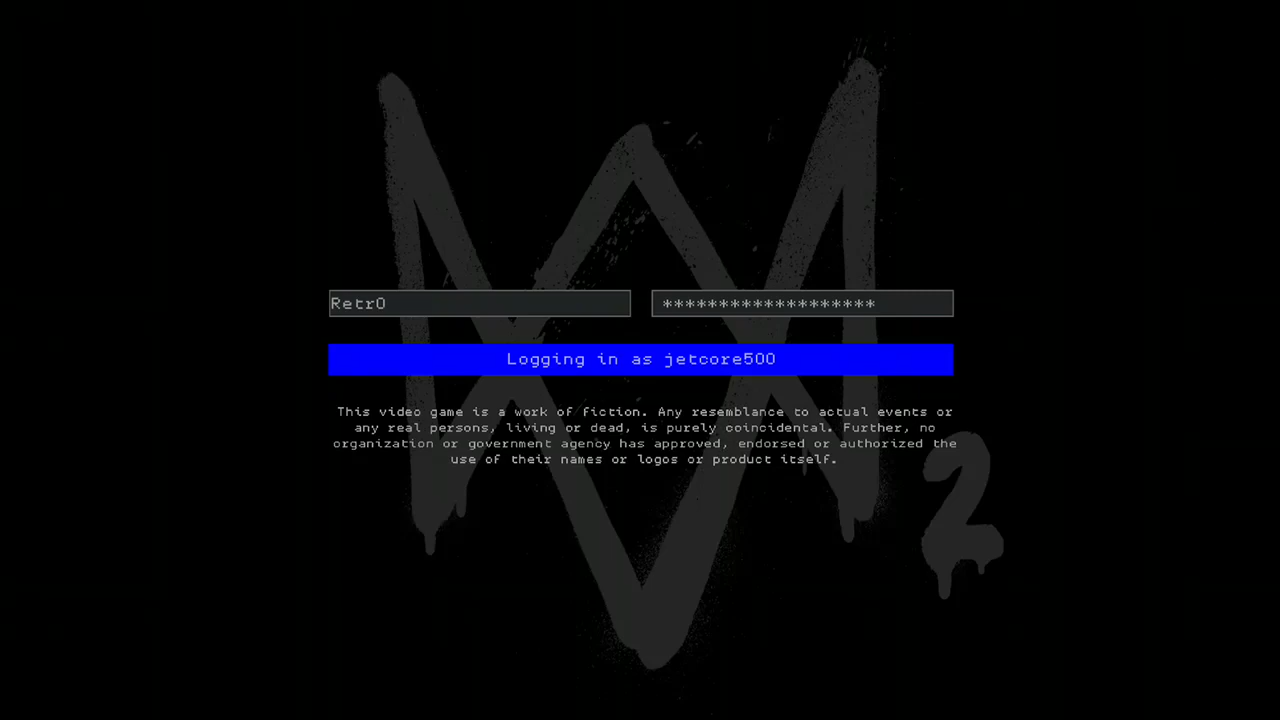 Retr0
*******************
Logging in as jetcore500
This video game is a work of fiction. Any resemblance to actual events or
any real persons, living or dead, is purely coincidental. Further, no
organization or government agency has approved, endorsed or authorized the
use of their names or logos or product itself.
2